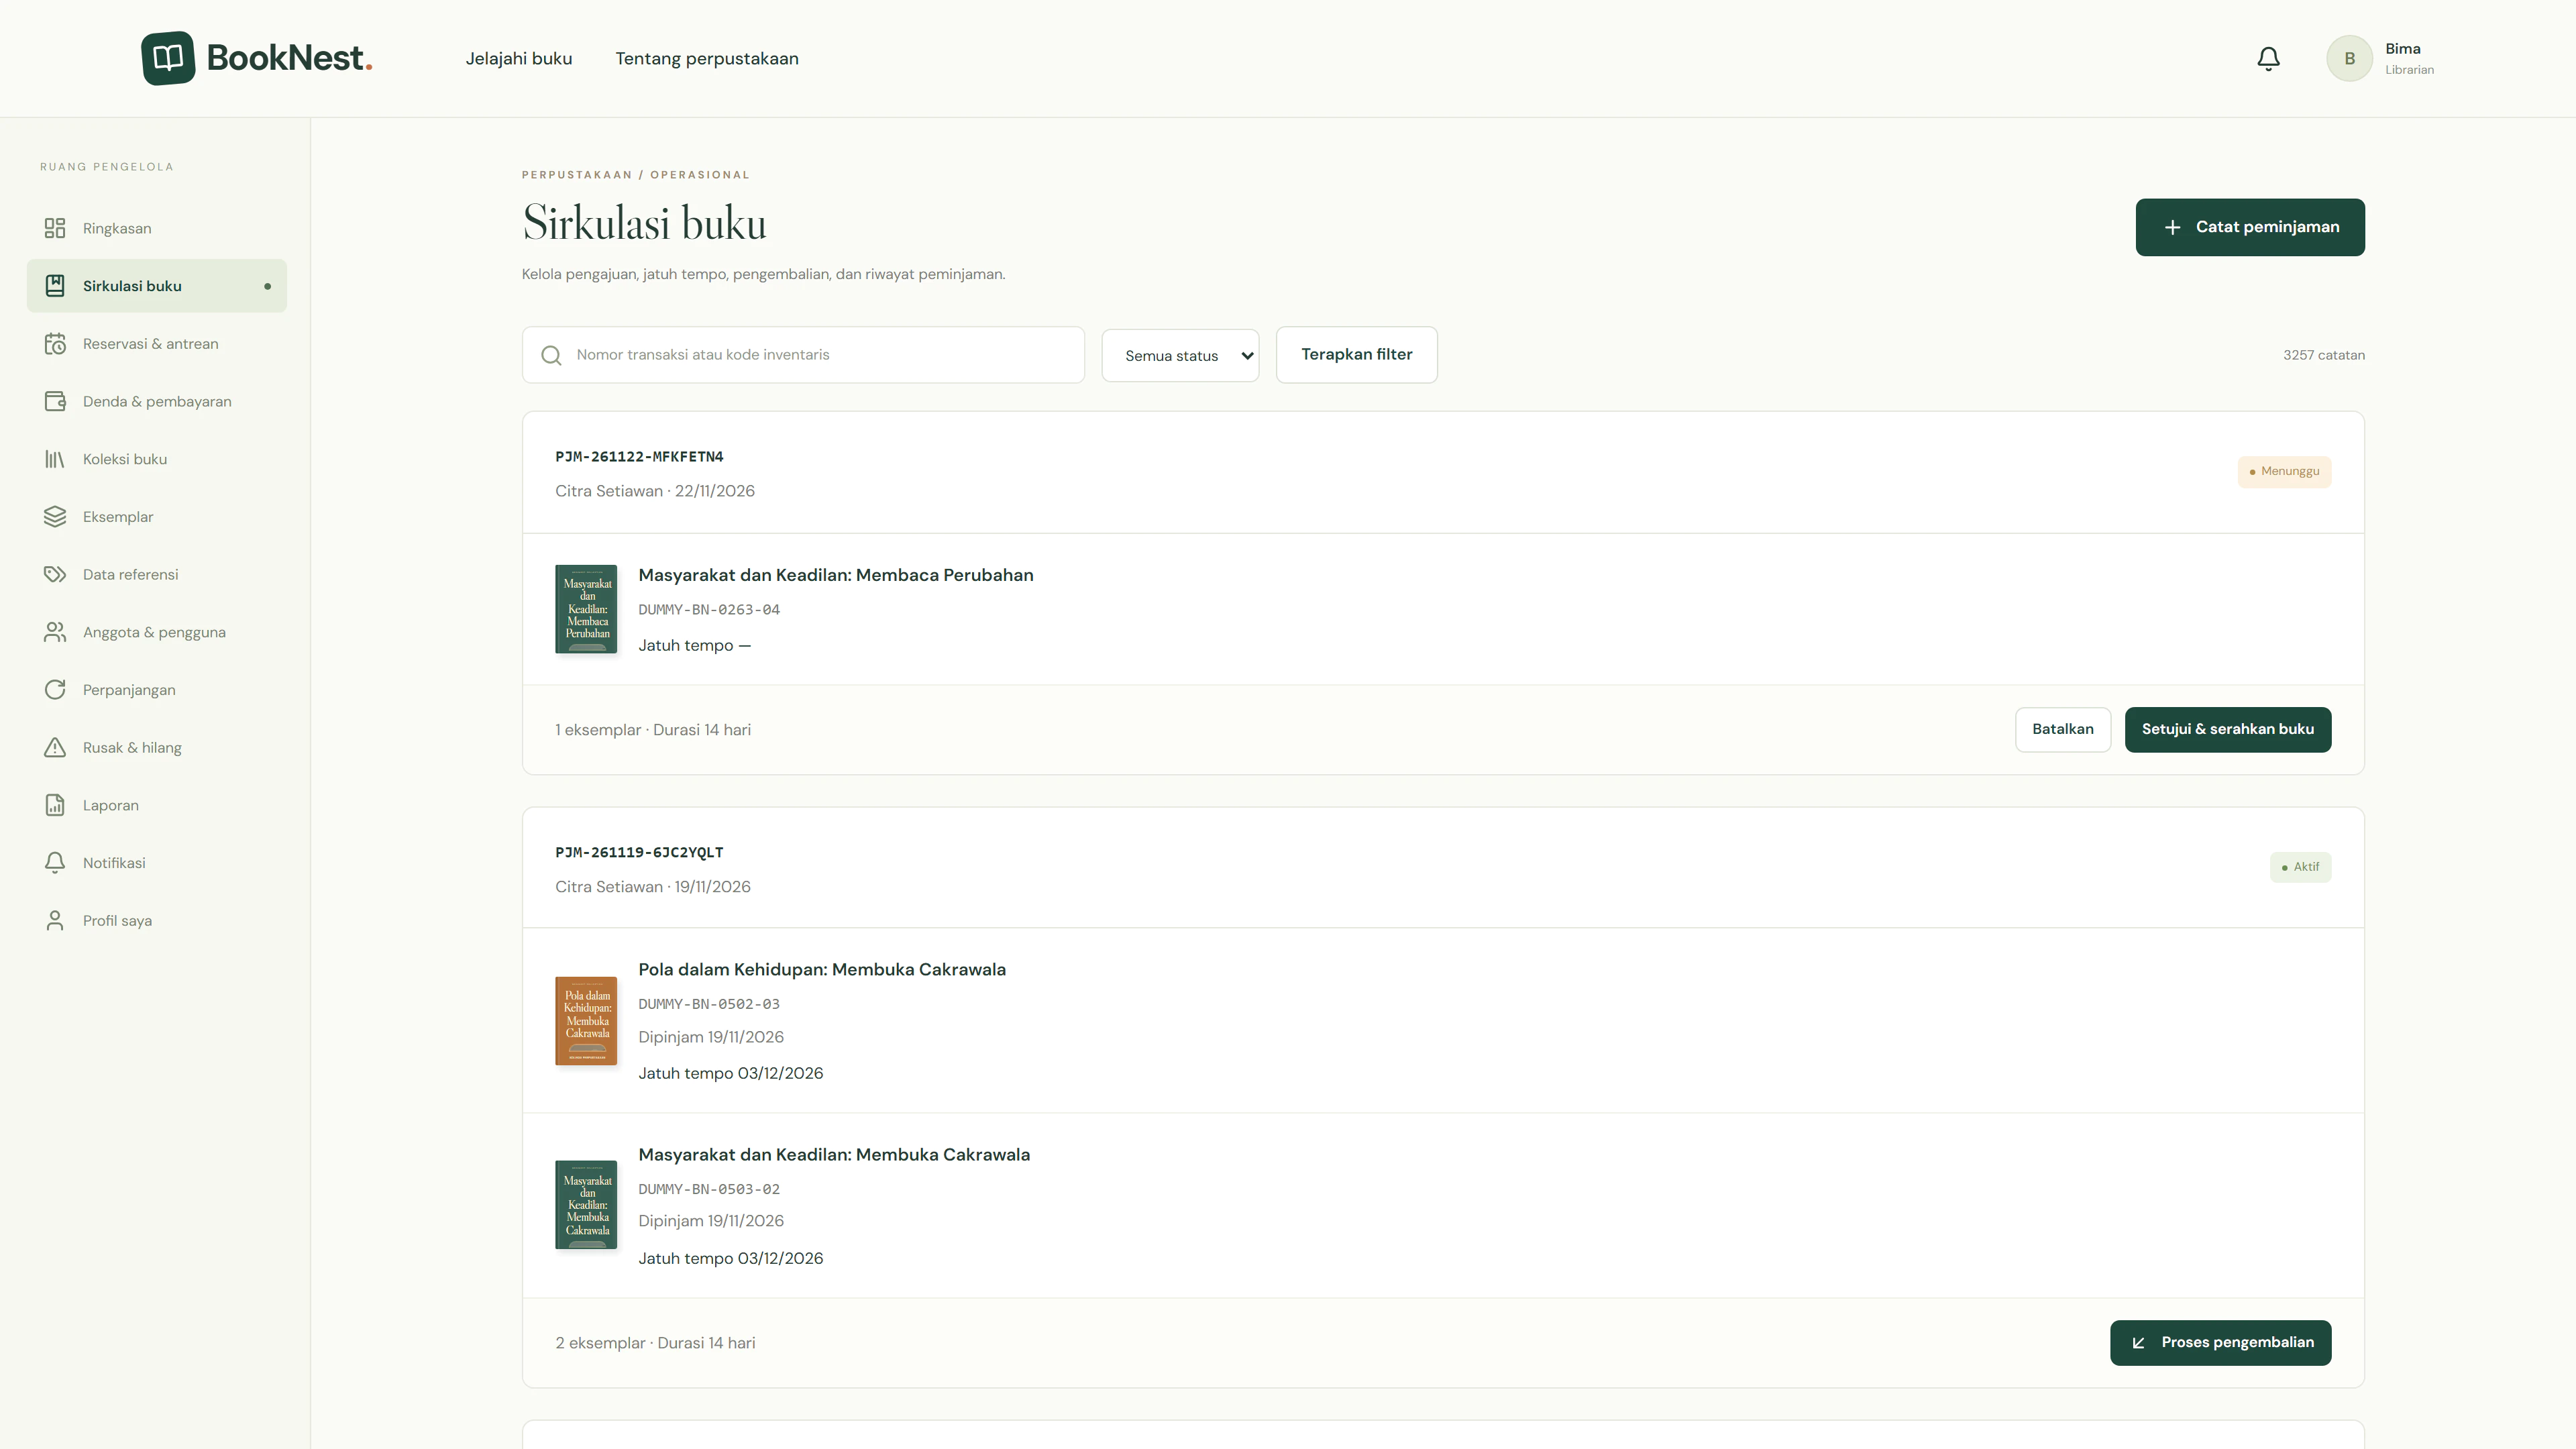 BookNest.
Jelajahi buku
Tentang perpustakaan
B
Bima
Librarian
RUANG PENGELOLA
Ringkasan
Sirkulasi buku
Reservasi & antrean
Denda & pembayaran
Koleksi buku
Eksemplar
Data referensi
Anggota & pengguna
Perpanjangan
Rusak & hilang
Laporan
Notifikasi
Profil saya
PERPUSTAKAAN / OPERASIONAL
Sirkulasi buku
Kelola pengajuan, jatuh tempo, pengembalian, dan riwayat peminjaman.
Catat peminjaman
Nomor transaksi atau kode inventaris
Semua status
Terapkan filter
3257 catatan
PJM-261122-MFKFETN4
Citra Setiawan · 22/11/2026
Menunggu
Masyarakat
dan
Keadilan:
Membaca
Perubahan
Masyarakat dan Keadilan: Membaca Perubahan
DUMMY-BN-0263-04
Jatuh tempo —
1 eksemplar · Durasi 14 hari
Batalkan
Setujui & serahkan buku
PJM-261119-6JC2YQLT
Citra Setiawan · 19/11/2026
Aktif
Pola dalam
Kehidupan:
Membuka
Cakrawala
Pola dalam Kehidupan: Membuka Cakrawala
DUMMY-BN-0502-03
Dipinjam 19/11/2026
Jatuh tempo 03/12/2026
Masyarakat
dan
Keadilan:
Membuka
Cakrawala
Masyarakat dan Keadilan: Membuka Cakrawala
DUMMY-BN-0503-02
Dipinjam 19/11/2026
Jatuh tempo 03/12/2026
2 eksemplar · Durasi 14 hari
Proses pengembalian